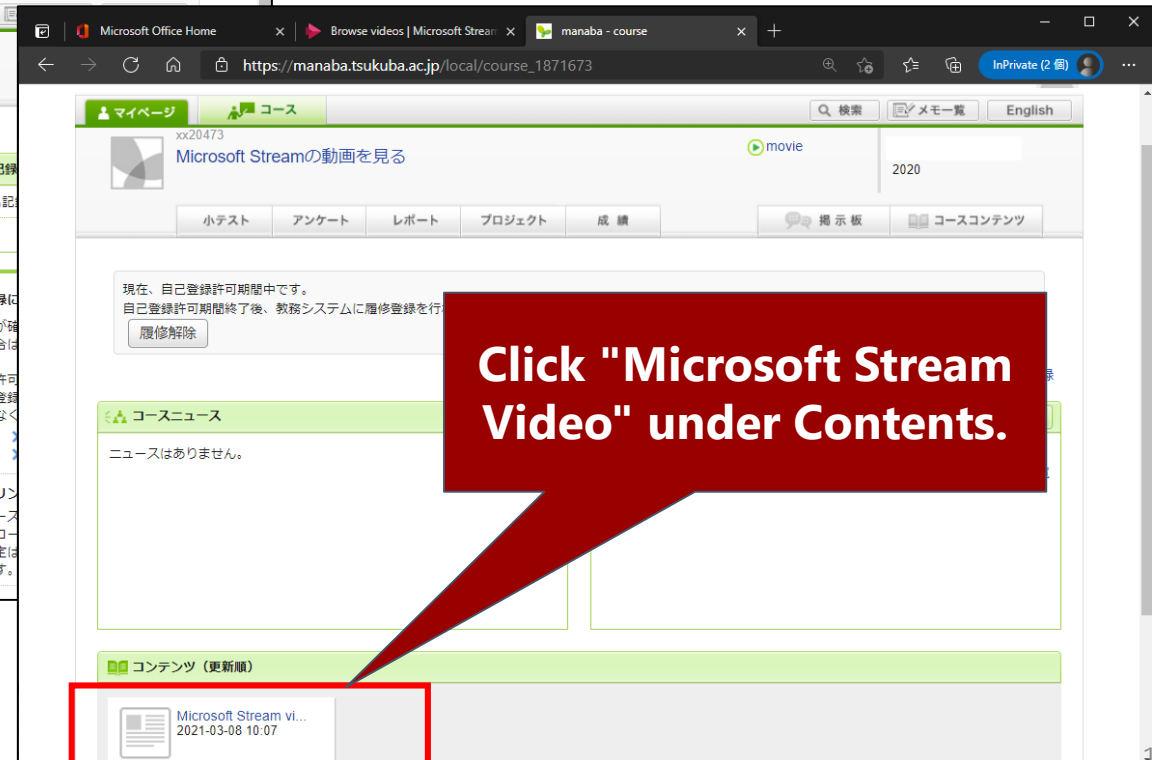 Microsoft Office Home
Browse videos | Microsoft Stream
manaba - course
https://manaba.tsukuba.ac.jp/local/course_1871673
InPrivate (2 個)
マイページ
コース
検索
メモ一覧
English
xx20473
Microsoft Streamの動画を見る
movie
2020
小テスト
アンケート
レポート
プロジェクト
成 績
掲 示 板
コースコンテンツ
現在、自己登録許可期間中です。
自己登録許可期間終了後、教務システムに履修登録を行
履修解除
Click "Microsoft Stream
Video" under Contents.
コースニュース
ニュースはありません。
コンテンツ（更新順）
Microsoft Stream vi...
2021-03-08 10:07